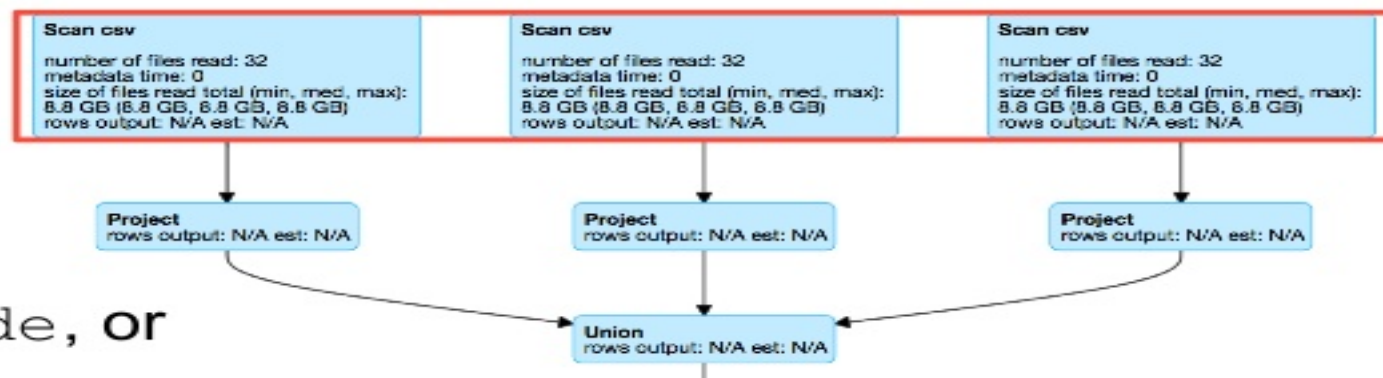 Scan csv
number of files read: 32
metadata time: 0
size of files read total (min, med, max):
8.8 GB (8.8 GB, 8.8 GB, 8.8 GB)
rows output: N/A est: N/A
Scan csv
number of files read: 32
metadata time: 0
size of files read total (min, med, max):
8.8 GB (8.8 GB, 8.8 GB, 8.8 GB)
rows output: N/A est: N/A
Scan csv
number of files read: 32
metadata time: 0
size of files read total (min, med, max):
8.8 GB (8.8 GB, 8.8 GB, 8.8 GB)
rows output: N/A est: N/A
Project
rows output: N/A est: N/A
Project
rows output: N/A est: N/A
Project
rows output: N/A est: N/A
de, or
Union
rows output: N/A est: N/A